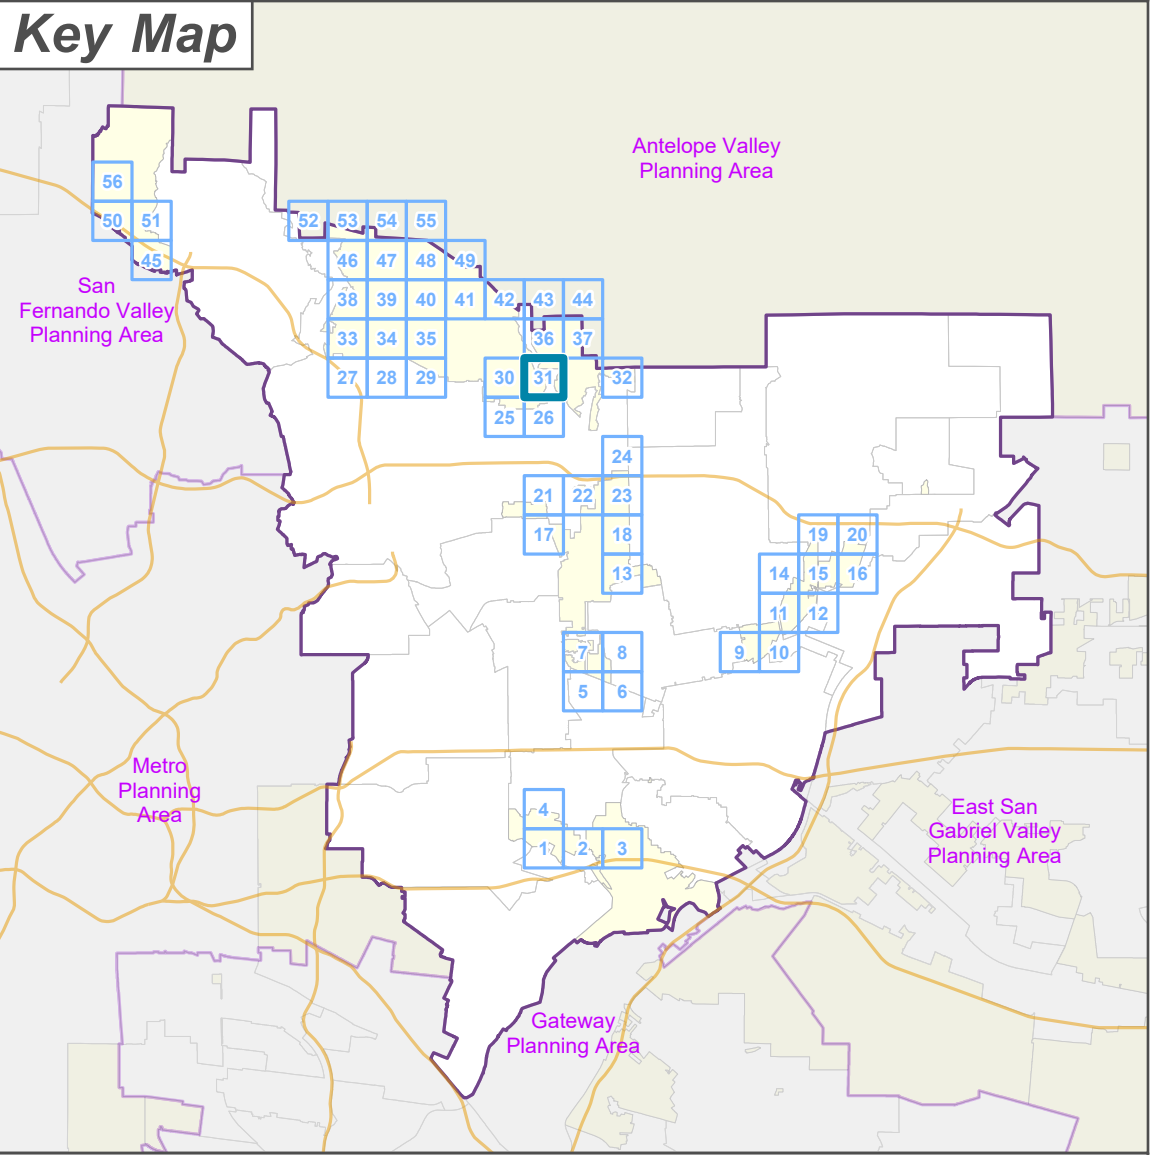 Key Map
Antelope Valley
Planning Area
56
50 51
52 53 54 55
45
46 47 48 49
San
Fernando Valley
Planning Area
38 39 40 41 42 43 44
33 34 35 36 37
27 28 29 30 31 32
25 26
24
21 22 23
17 18 19 20
13 14 15 16
11 12
7 8 9 10
5 6
Metro
Planning
Area
4
East San
Gabriel Valley
Planning Area
1 2 3
Gateway
Planning Area